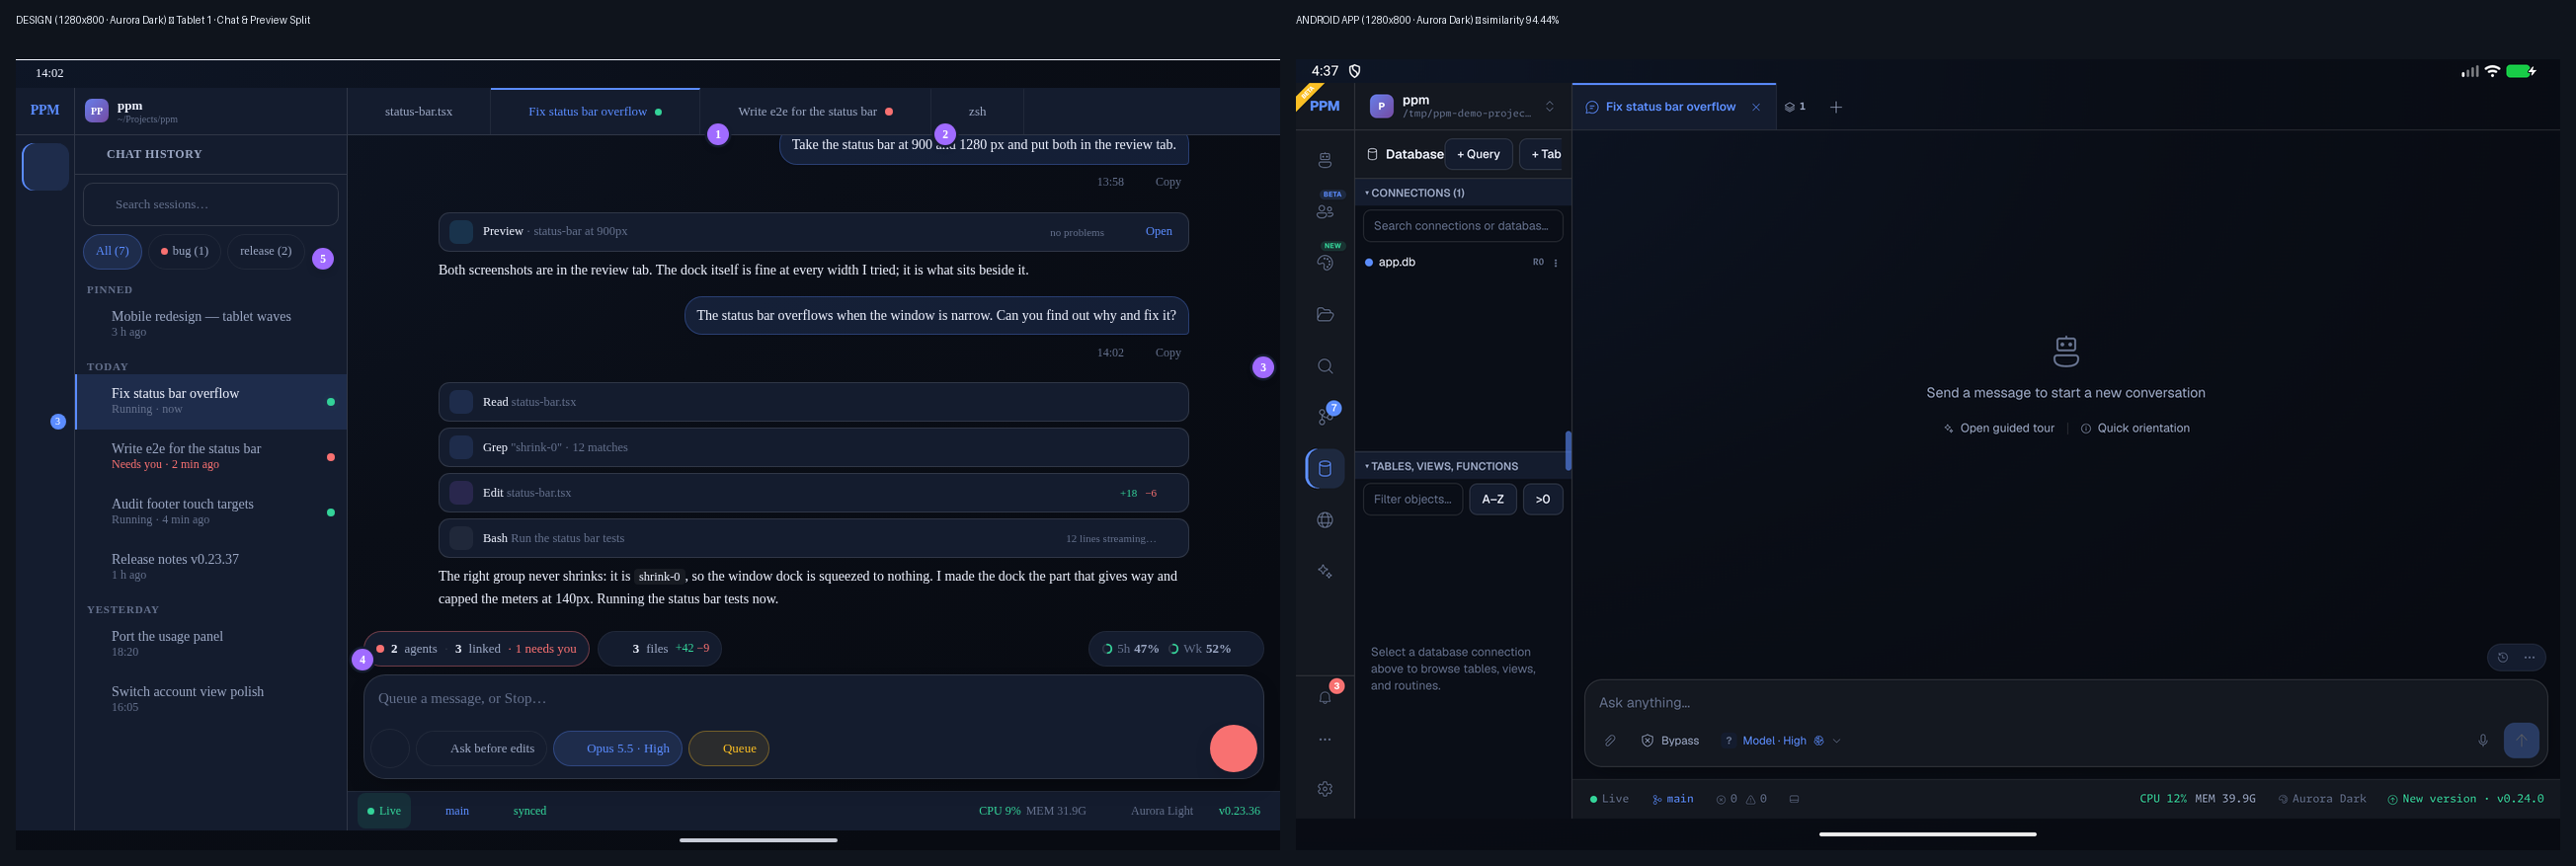 DESIGN (1280x800 · Aurora Dark) Tablet 1 · Chat & Preview Split
14:02
PPM
PP
ppm
~/Projects/ppm
status-bar.tsx
Fix status bar overflow
Write e2e for the status bar
zsh
1
2
CHAT HISTORY
Search sessions…
All (7)
bug (1)
release (2)
5
PINNED
Mobile redesign — tablet waves
3 h ago
TODAY
Fix status bar overflow
Running · now
3
Write e2e for the status bar
Needs you · 2 min ago
Audit footer touch targets
Running · 4 min ago
Release notes v0.23.37
1 h ago
YESTERDAY
Port the usage panel
18:20
Switch account view polish
16:05
Take the status bar at 900 and 1280 px and put both in the review tab.
13:58 Copy
Preview · status-bar at 900px no problems Open
Both screenshots are in the review tab. The dock itself is fine at every width I tried; it is what sits beside it.
The status bar overflows when the window is narrow. Can you find out why and fix it?
14:02 Copy
3
Read status-bar.tsx
Grep "shrink-0" · 12 matches
Edit status-bar.tsx +18 −6
Bash Run the status bar tests 12 lines streaming…
The right group never shrinks: it is shrink-0, so the window dock is squeezed to nothing. I made the dock the part that gives way and
capped the meters at 140px. Running the status bar tests now.
4
2 agents · 3 linked · 1 needs you
3 files +42 −9
5h 47% Wk 52%
Queue a message, or Stop…
Ask before edits
Opus 5.5 · High
Queue
Live main synced CPU 9% MEM 31.9G Aurora Light v0.23.36
ANDROID APP (1280x800 · Aurora Dark) similarity 94.44%
4:37
BETA
PPM
P
ppm
/tmp/ppm-demo-projec…
Fix status bar overflow
1
BETA
NEW
7
3
Database
+ Query
+ Tab
CONNECTIONS (1)
Search connections or databas…
app.db RO
TABLES, VIEWS, FUNCTIONS
Filter objects…
A–Z
>0
Select a database connection
above to browse tables, views,
and routines.
Send a message to start a new conversation
Open guided tour
Quick orientation
Ask anything…
Bypass
? Model · High
Live main 0 0 CPU 12% MEM 39.9G Aurora Dark New version · v0.24.0